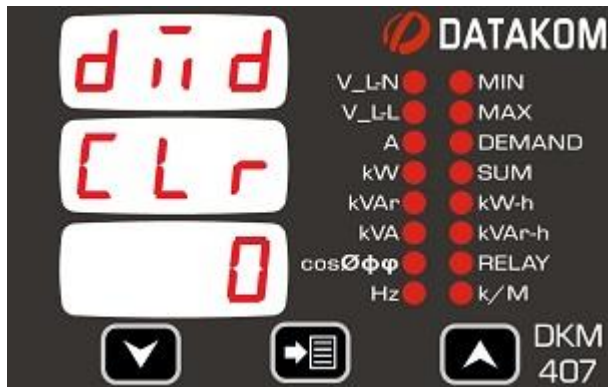 DATAKOM
dmd
CLr
0
V_L-N MIN
V_L-L MAX
A DEMAND
kW SUM
kVAr kW-h
kVA kVAr-h
cosØϕφ RELAY
Hz k/M
DKM
407